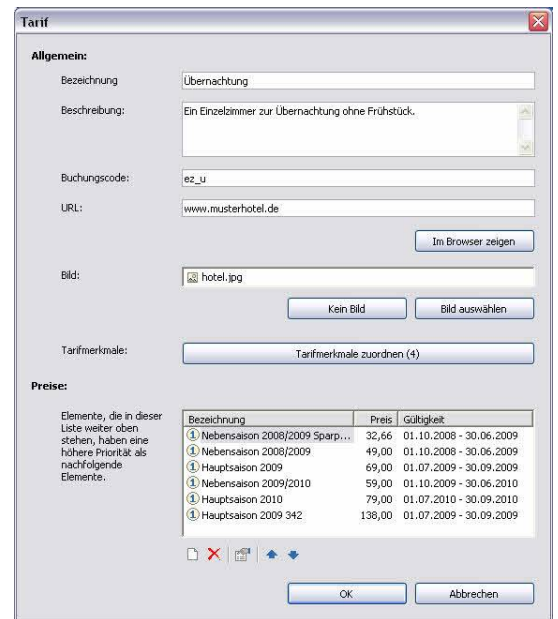 Tarif
Allgemein:
Bezeichnung
Übernachtung
Beschreibung:
Ein Einzelzimmer zur Übernachtung ohne Frühstück.
Buchungscode:
ez_u
URL:
www.musterhotel.de
Im Browser zeigen
Bild:
hotel.jpg
Kein Bild Bild auswählen
Tarifmerkmale:
Tarifmerkmale zuordnen (4)
Preise:
Elemente, die in dieser
Liste weiter oben
stehen, haben eine
höhere Priorität als
nachfolgende
Elemente.
Bezeichnung Preis Gültigkeit
1 Nebensaison 2008/2009 Sparp... 32,66 01.10.2008 - 30.06.2009
1 Nebensaison 2008/2009 49,00 01.10.2008 - 30.06.2009
1 Hauptsaison 2009 69,00 01.07.2009 - 30.09.2009
1 Nebensaison 2009/2010 59,00 01.10.2009 - 30.06.2010
1 Hauptsaison 2010 79,00 01.07.2010 - 30.09.2010
1 Hauptsaison 2009 342 138,00 01.07.2009 - 30.09.2009
OK Abbrechen